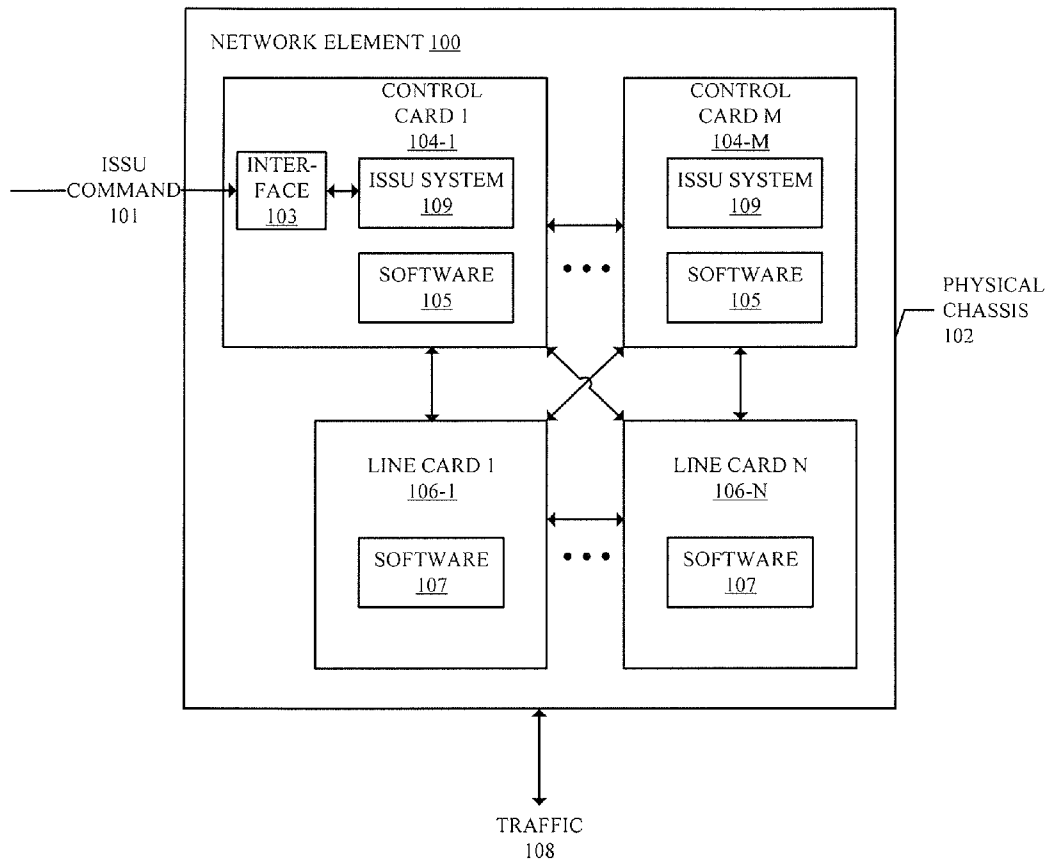 NETWORK ELEMENT 100
CONTROL
CARD 1
104-1
CONTROL
CARD M
104-M
ISSU
COMMAND
101
INTER-
FACE
103
ISSU SYSTEM
109
ISSU SYSTEM
109
SOFTWARE
105
SOFTWARE
105
PHYSICAL
CHASSIS
102
LINE CARD 1
106-1
LINE CARD N
106-N
SOFTWARE
107
SOFTWARE
107
TRAFFIC
108